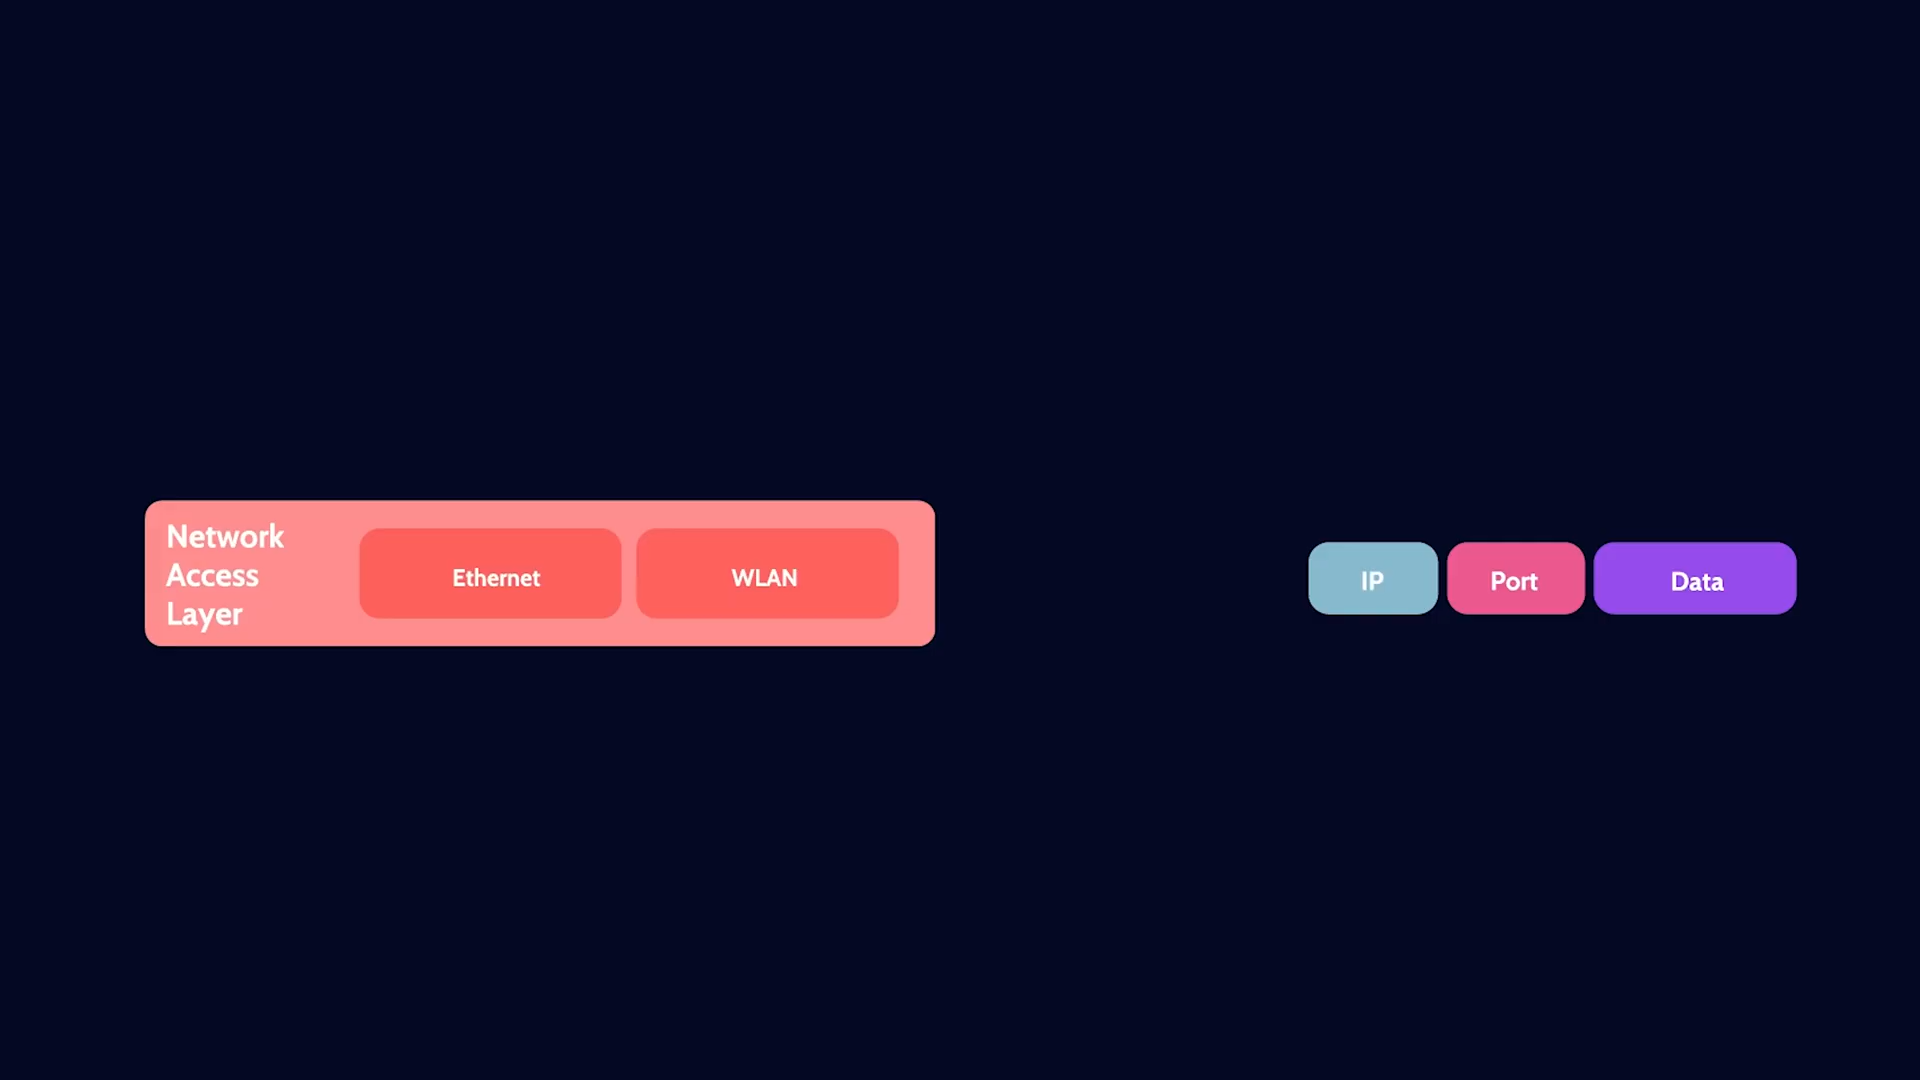 Network
Access
Layer
Ethernet
WLAN
IP
Port
Data